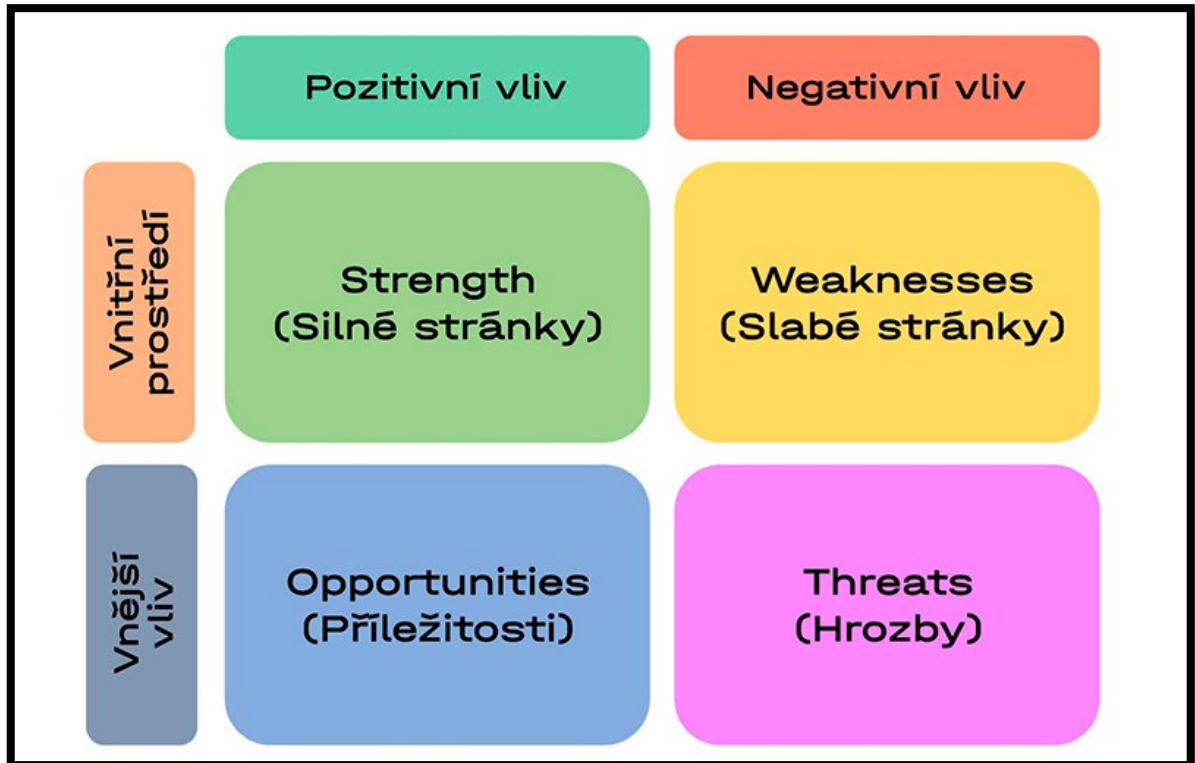 Pozitivní vliv
Negativní vliv
Vnitřní
prostředí
Strength
(Silné stránky)
Weaknesses
(Slabé stránky)
Vnější
vliv
Opportunities
(Příležitosti)
Threats
(Hrozby)